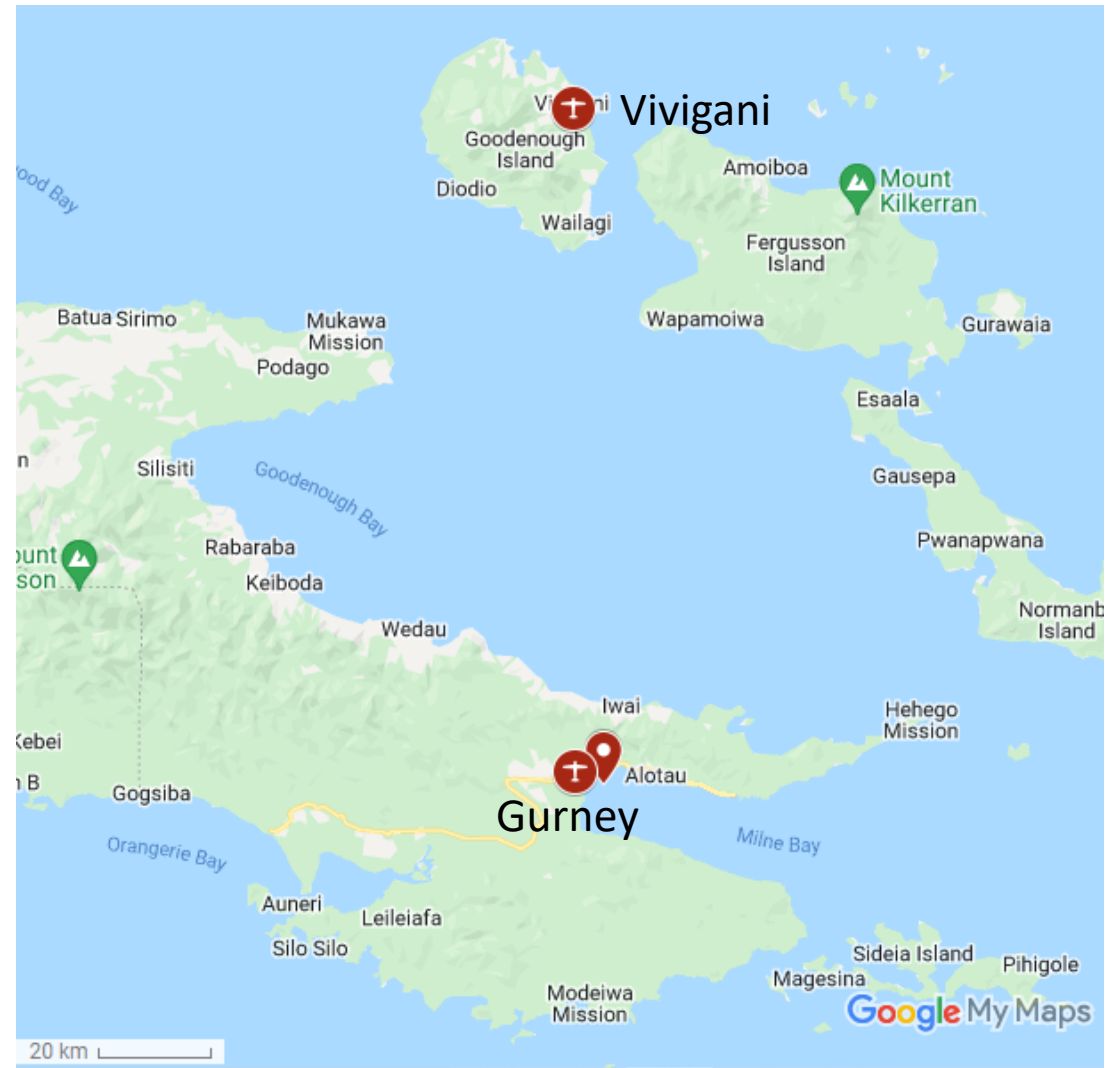 Vivigani
Goodenough
Island
Diodio
Wailagi
Amoiboa
Mount
Kilkerran
Fergusson
Island
Wapamoiwa
Gurawaia
Batua Sirimo
Mukawa
Mission
Podago
Esaala
Silisiti
Goodenough Bay
Gausepa
Rabaraba
Keiboda
Pwanapwana
Wedau
Island
Iwai
Hehego
Mission
Alotau
Gogsiba
Gurney
Milne Bay
Orangerie Bay
Auneri
Leileiafa
Silo Silo
Sideia Island
Pihigole
Magesina
Modeiwa
Mission
Google My Maps
20 km